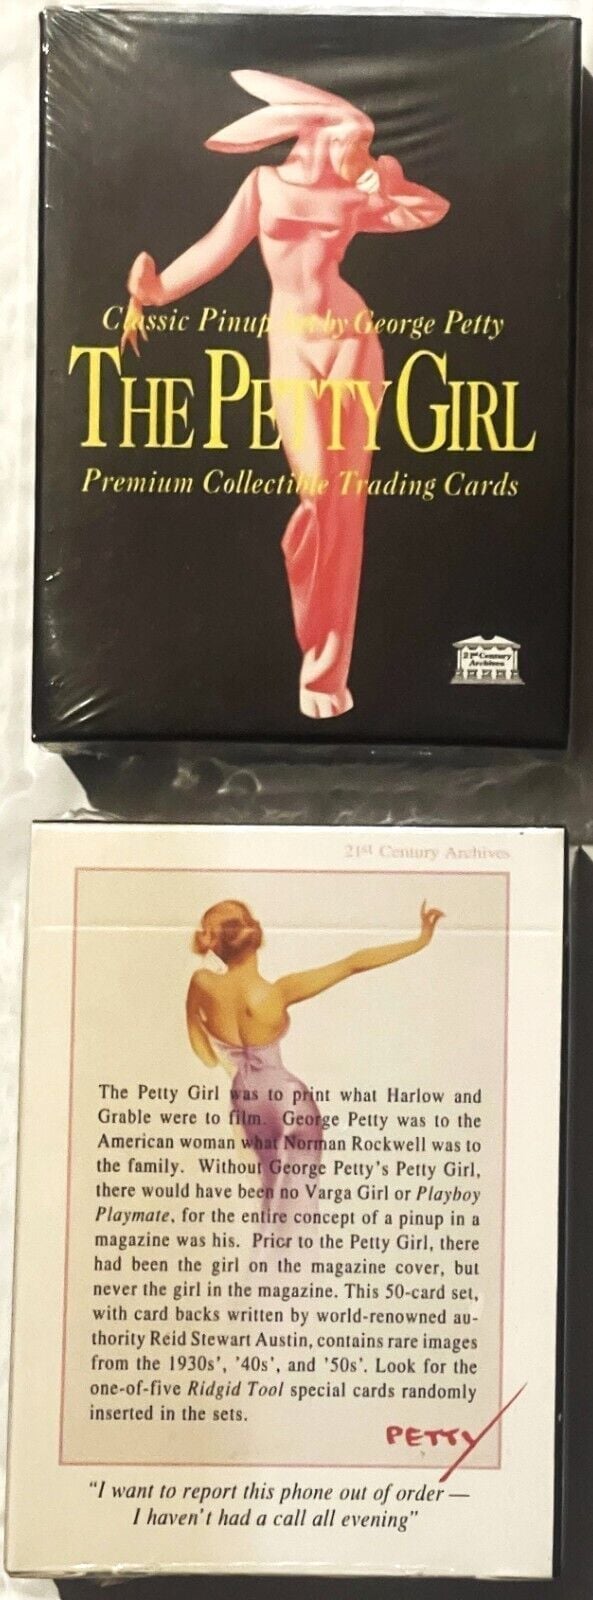 Classic Pinup Art by George Petty
THE PETTY GIRL
Premium Collectible Trading Cards
21st Century
Archives
21st Century Archives
The Petty Girl was to print what Harlow and
Grable were to film. George Petty was to the
American woman what Norman Rockwell was to
the family. Without George Petty's Petty Girl,
there would have been no Varga Girl or Playboy
Playmate, for the entire concept of a pinup in a
magazine was his. Prior to the Petty Girl, there
had been the girl on the magazine cover, but
never the girl in the magazine. This 50-card set,
with card backs written by world-renowned au-
thority Reid Stewart Austin, contains rare images
from the 1930s', '40s', and '50s'. Look for the
one-of-five Ridgid Tool special cards randomly
inserted in the sets.
PETTY
"I want to report this phone out of order —
I haven't had a call all evening"